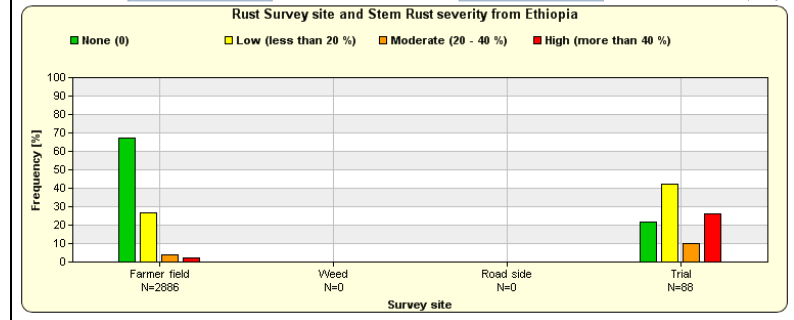 Rust Survey site and Stem Rust severity from Ethiopia
None (0) Low (less than 20 %) Moderate (20 - 40 %) High (more than 40 %)
Frequency [%]
100
90
80
70
60
50
40
30
20
10
0
Farmer field Weed Road side Trial
N=2886 N=0 N=0 N=88
Survey site